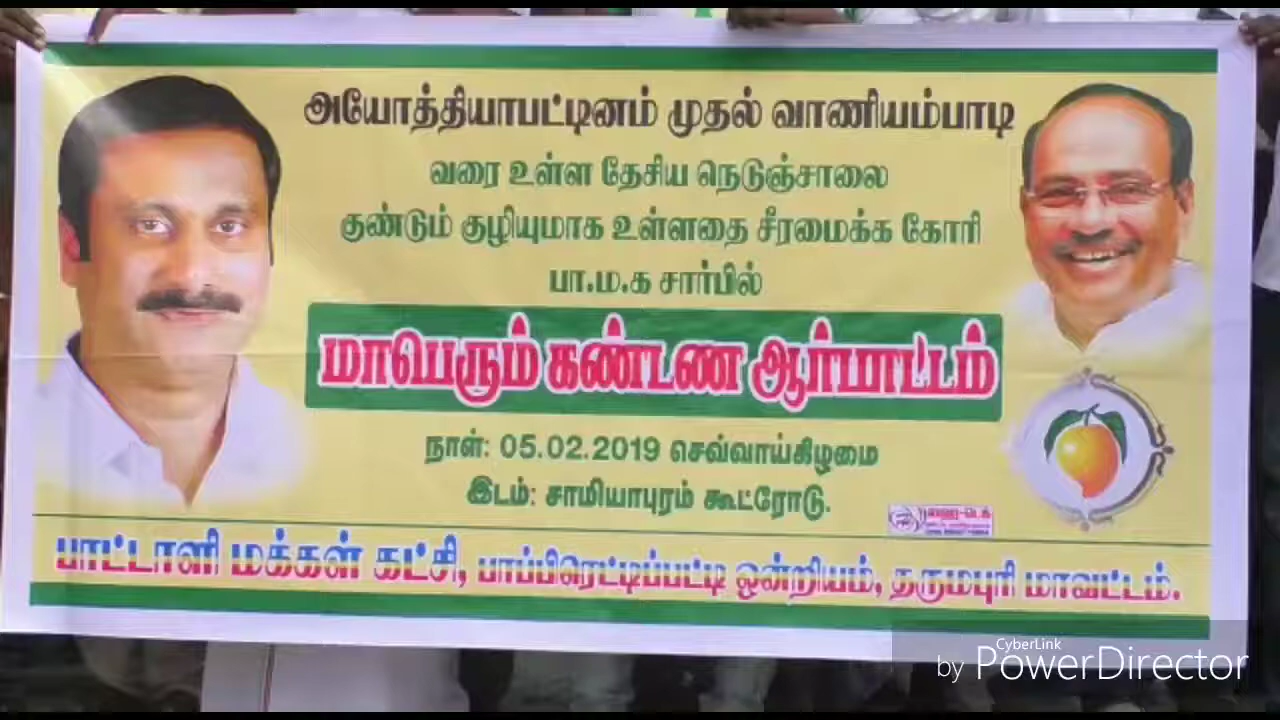 அயோத்தியாபட்டினம் முதல் வாணியம்பாடி
வரை உள்ள தேசிய நெடுஞ்சாலை
குண்டும் குழியுமாக உள்ளதை சீரமைக்க கோரி
பா.ம.க சார்பில்
மாபெரும் கண்டண ஆர்பாட்டம்
நாள்: 05.02.2019 செவ்வாய்கிழமை
இடம்: சாமியாபுரம் கூட்ரோடு.
பாட்டாளி மக்கள் கட்சி, பாப்பிரெட்டிப்பட்டி ஒன்றியம், தருமபுரி மாவட்டம்.
CyberLink
by PowerDirector